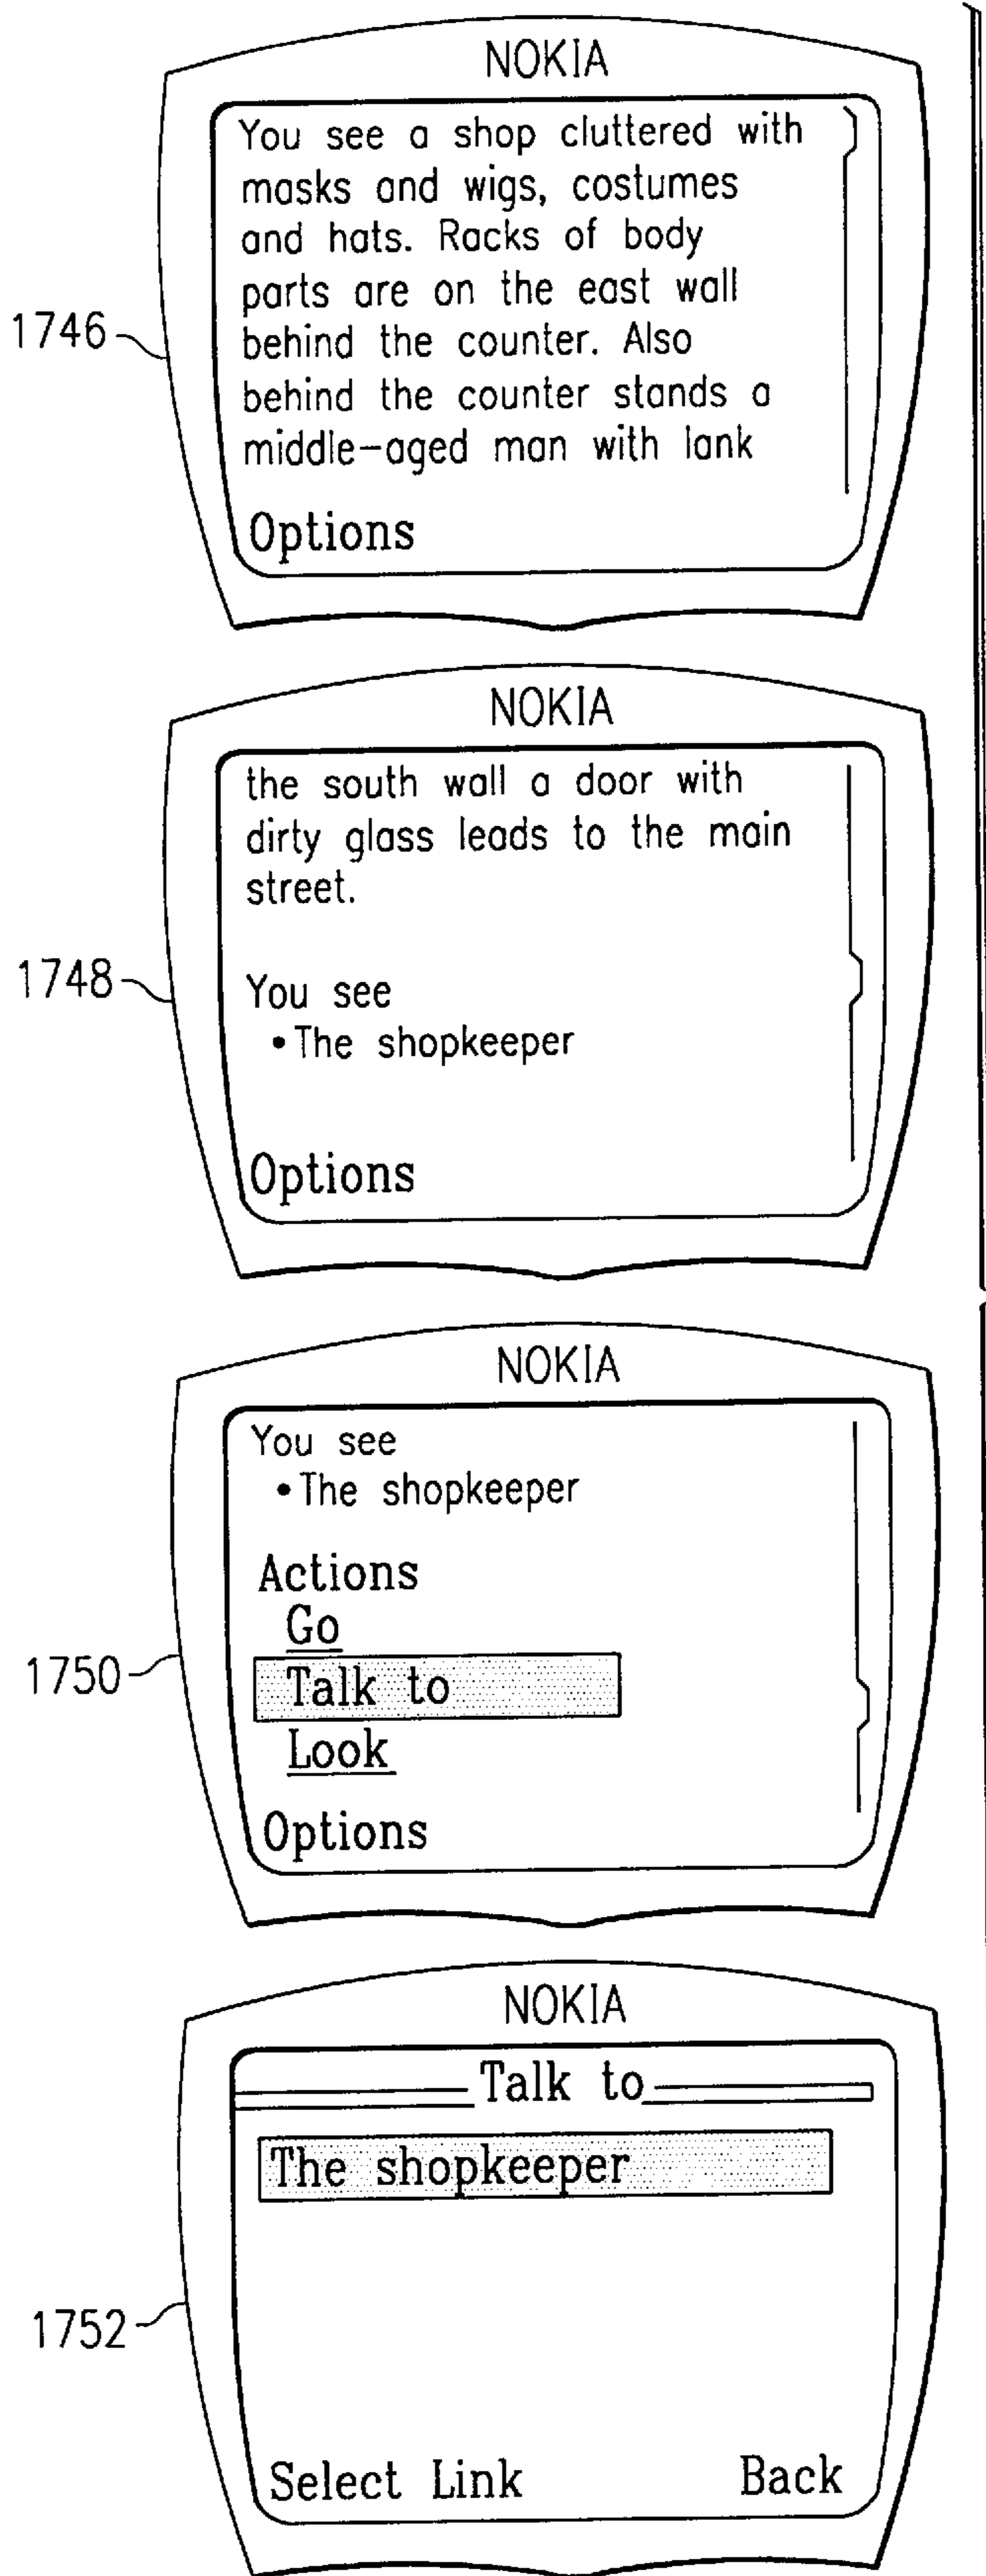 NOKIA
You see a shop cluttered with
masks and wigs, costumes
and hats. Racks of body
parts are on the east wall
behind the counter. Also
behind the counter stands a
middle-aged man with lank
Options
1746
NOKIA
the south wall a door with
dirty glass leads to the main
street.
You see
•The shopkeeper
Options
1748
NOKIA
You see
•The shopkeeper
Actions
Go
Talk to
Look
Options
1750
NOKIA
Talk to
The shopkeeper
Select Link Back
1752